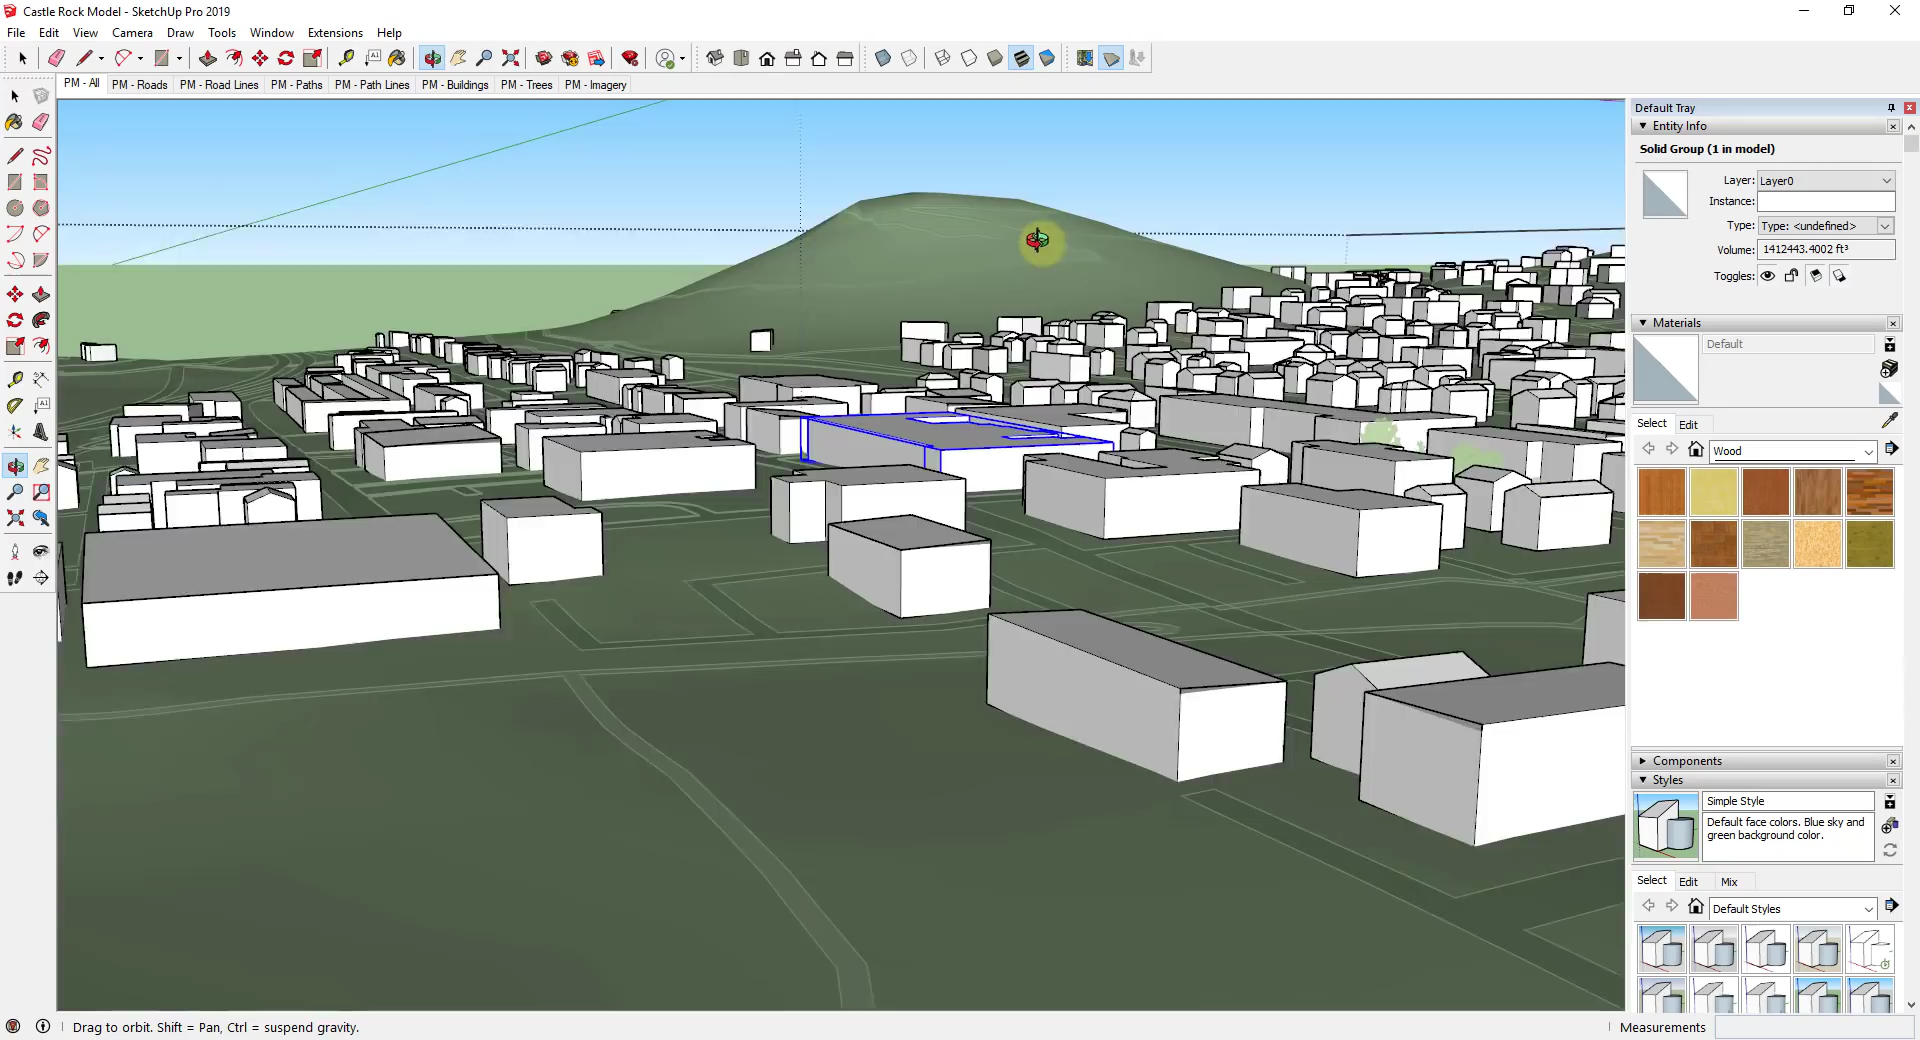 Castle Rock Model - SketchUp Pro 2019
File Edit View Camera Draw Tools Window Extensions Help
PM - All PM - Roads PM - Road Lines PM - Paths PM - Path Lines PM - Buildings PM - Trees PM - Imagery
Default Tray
Entity Info
Solid Group (1 in model)
Layer: Layer0
Instance:
Type: Type: <undefined>
Volume: 1412443.4002 ft³
Toggles:
Materials
Default
Select Edit
Wood
Components
Styles
Simple Style
Default face colors. Blue sky and
green background color.
Select Edit Mix
Default Styles
Drag to orbit. Shift = Pan, Ctrl = suspend gravity.
Measurements